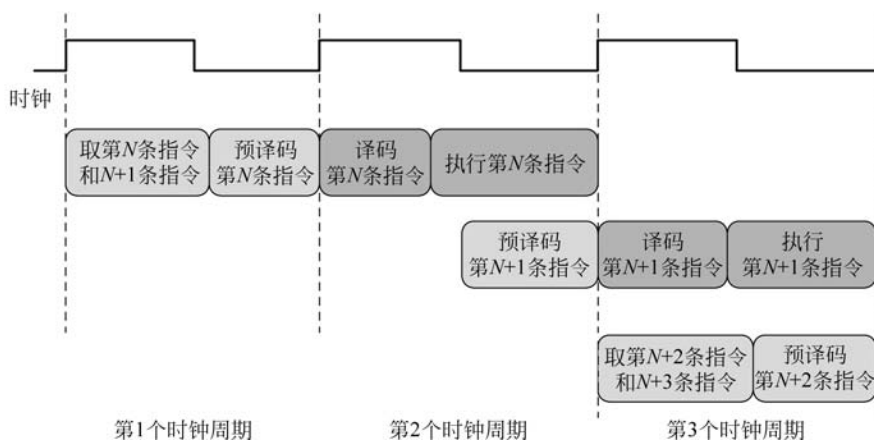 时钟
取第N条指令
和N+1条指令
预译码
第N条指令
译码
第N条指令
执行第N条指令
预译码
第N+1条指令
译码
第N+1条指令
执行
第N+1条指令
取第N+2条指令
和N+3条指令
预译码
第N+2条指令
第1个时钟周期
第2个时钟周期
第3个时钟周期